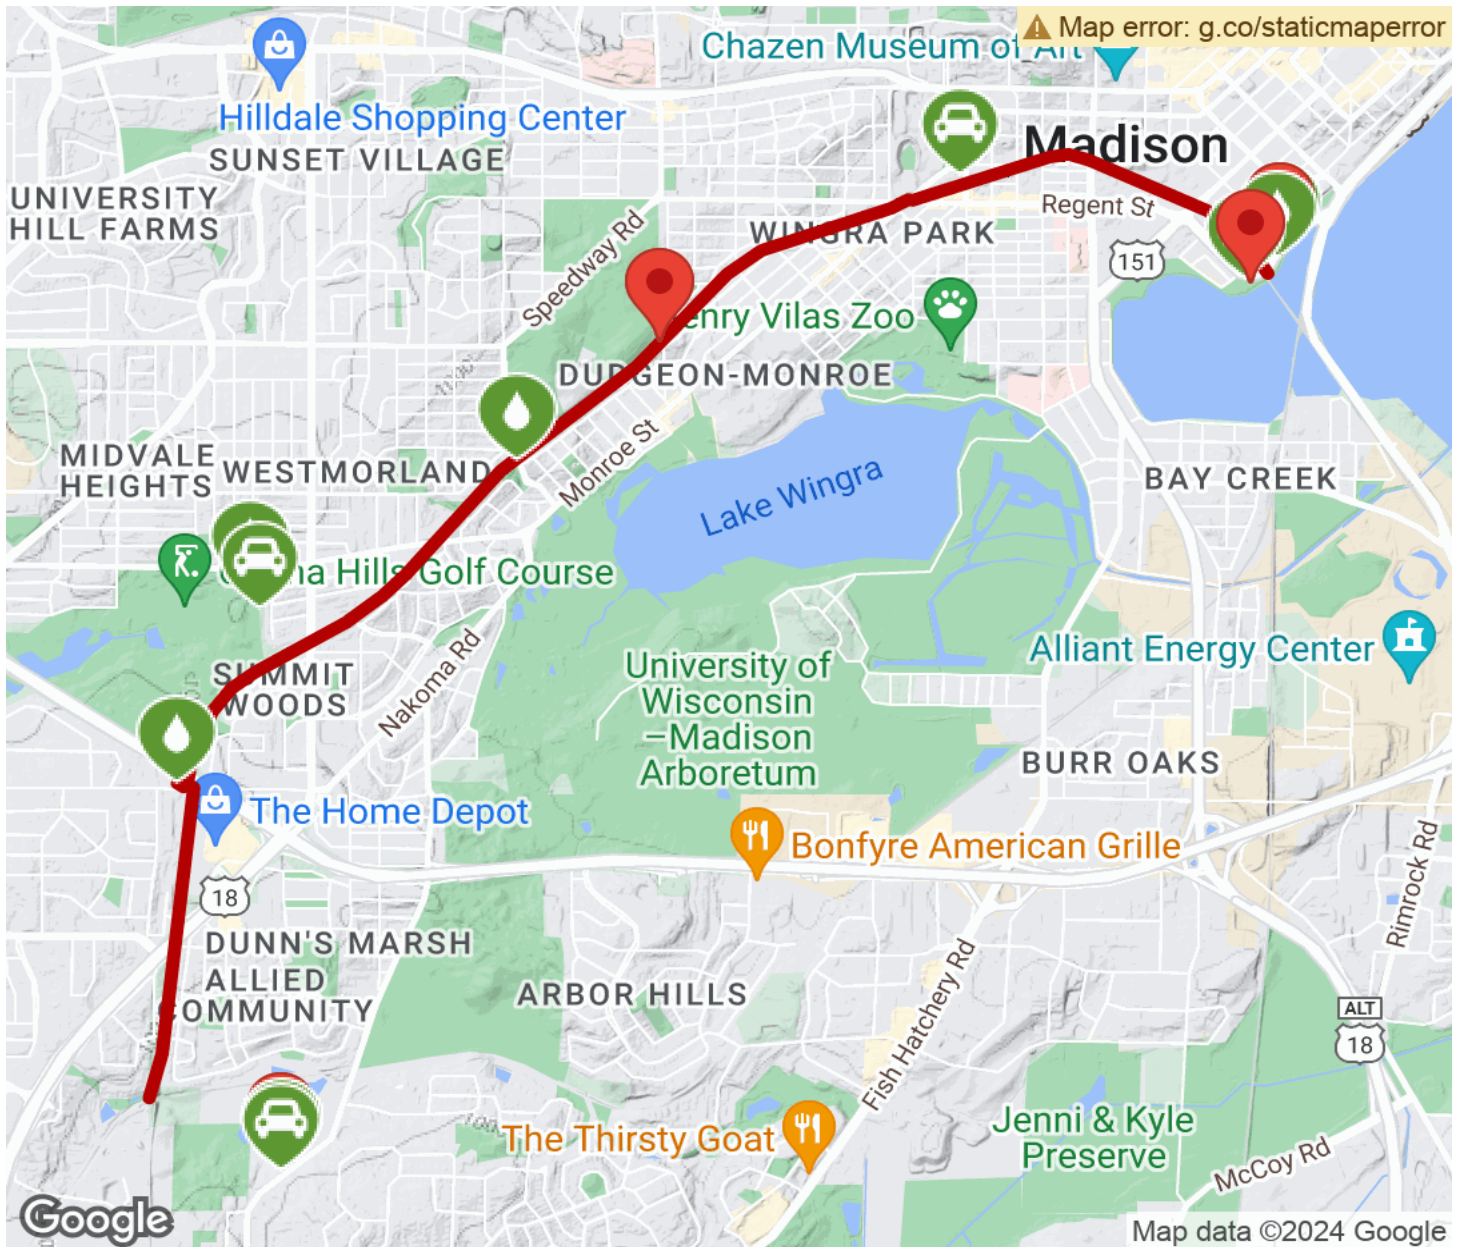 Map error: g.co/staticmaperror
Chazen Museum of Art
Hilldale Shopping Center
Madison
SUNSET VILLAGE
UNIVERSITY
HILL FARMS
Regent St
WINGRA PARK
151
Speedway Rd
enry Vilas Zoo
DUDGEON-MONROE
MIDVALE
HEIGHTS
WESTMORLAND
Monroe St
Lake Wingra
BAY CREEK
na Hills Golf Course
Alliant Energy Center
SUMMIT
WOODS
Nakoma Rd
University of
Wisconsin
–Madison
Arboretum
BURR OAKS
The Home Depot
Bonfyre American Grille
18
Rimrock Rd
DUNN'S MARSH
ALLIED
COMMUNITY
ARBOR HILLS
Fish Hatchery Rd
ALT
18
The Thirsty Goat
Jenni & Kyle
Preserve
McCoy Rd
Google
Map data ©2024 Google